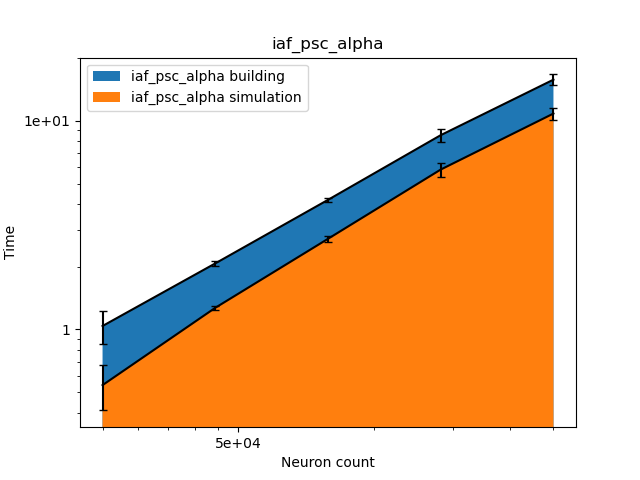 iaf_psc_alpha
iaf_psc_alpha building
iaf_psc_alpha simulation
1e+01
1
Time
5e+04
Neuron count